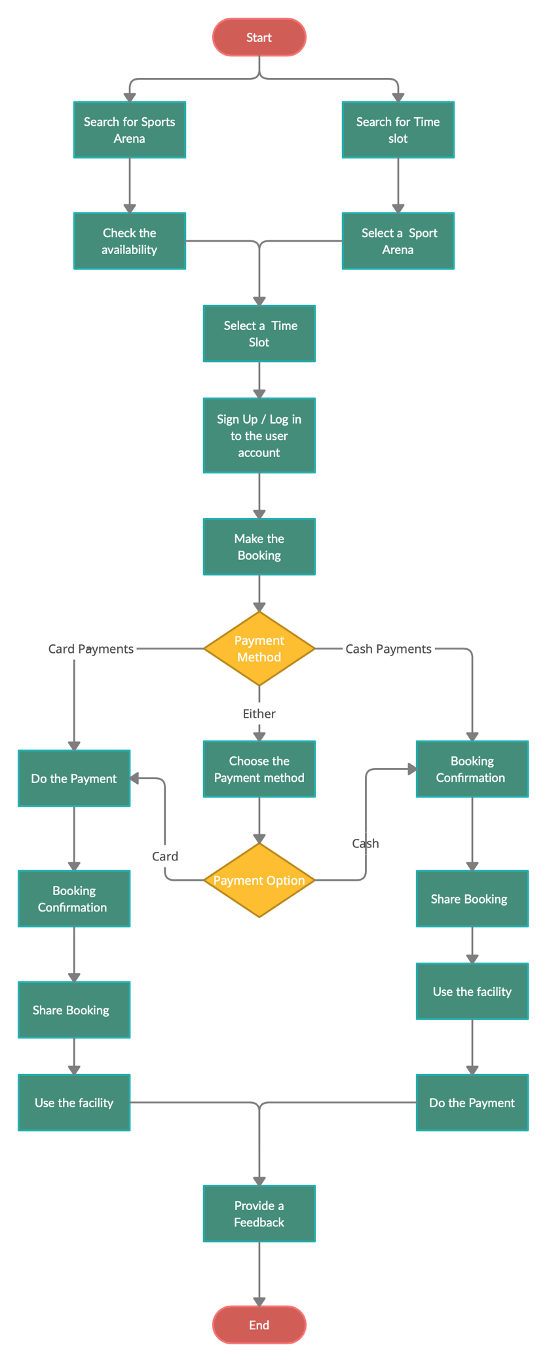 Start
Search for Sports
Arena
Search for Time
slot
Check the
availability
Select a  Sport
Arena
Select a  Time
Slot
Sign Up / Log in
to the user
account
Make the
Booking
Payment
Method
Card Payments
Cash Payments
Either
Do the Payment
Choose the
Payment method
Booking
Confirmation
Card
Payment Option
Cash
Booking
Confirmation
Share Booking
Share Booking
Use the facility
Use the facility
Do the Payment
Provide a
Feedback
End